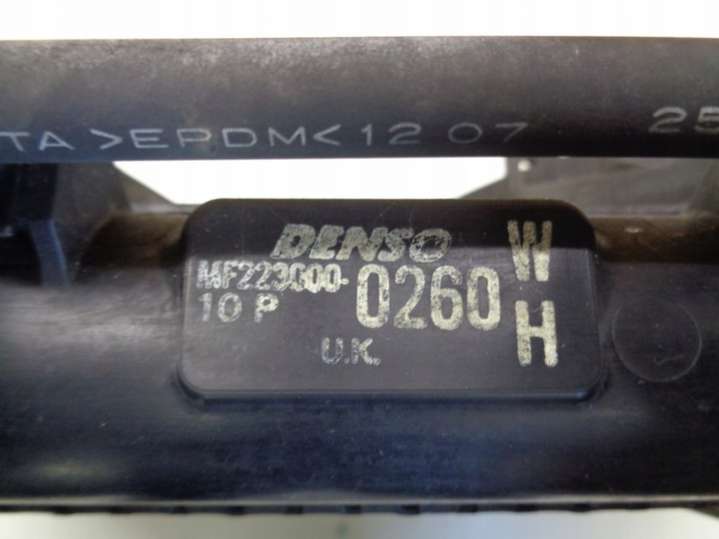 TA >EPDM< 12 07 25
DENSO
MF223000-0260 W
10 P H
U.K.